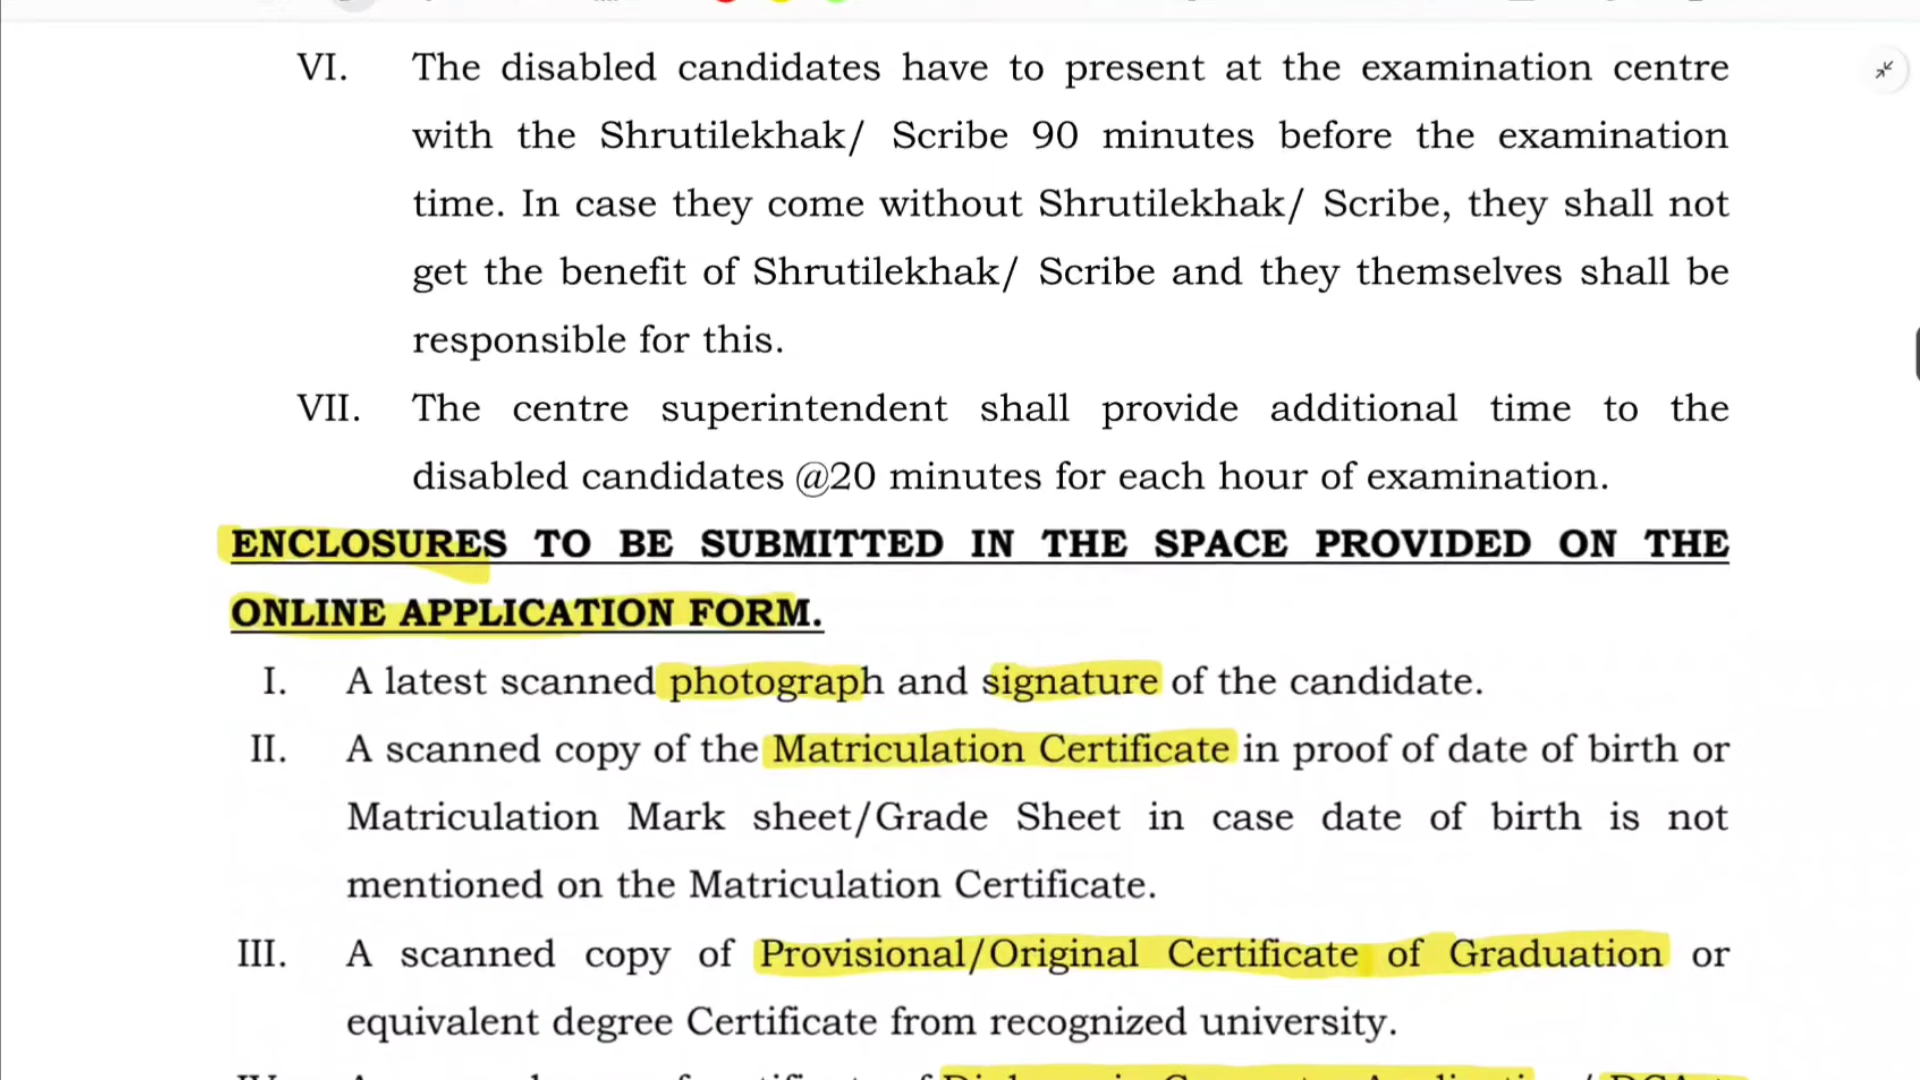 VI. The disabled candidates have to present at the examination centre
with the Shrutilekhak/ Scribe 90 minutes before the examination
time. In case they come without Shrutilekhak/ Scribe, they shall not
get the benefit of Shrutilekhak/ Scribe and they themselves shall be
responsible for this.
VII. The centre superintendent shall provide additional time to the
disabled candidates @20 minutes for each hour of examination.
ENCLOSURES TO BE SUBMITTED IN THE SPACE PROVIDED ON THE
ONLINE APPLICATION FORM.
I. A latest scanned photograph and signature of the candidate.
II. A scanned copy of the Matriculation Certificate in proof of date of birth or
Matriculation Mark sheet/Grade Sheet in case date of birth is not
mentioned on the Matriculation Certificate.
III. A scanned copy of Provisional/Original Certificate of Graduation or
equivalent degree Certificate from recognized university.